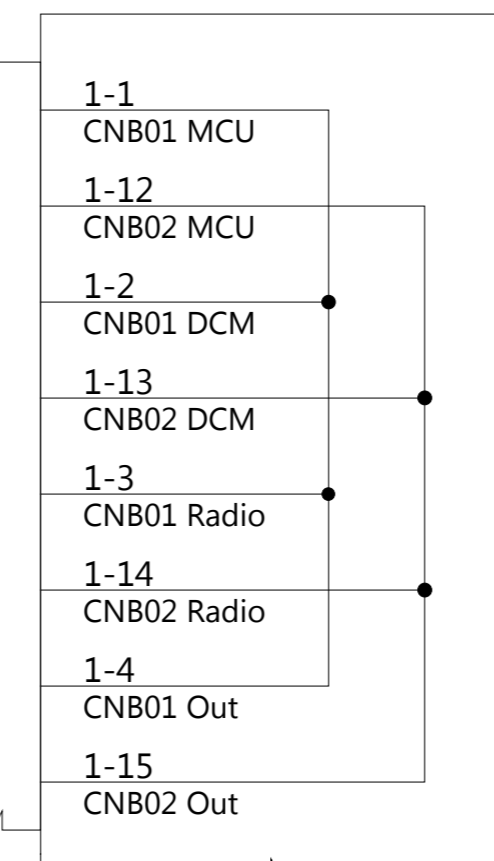 1-1
CNB01 MCU
1-12
CNB02 MCU
1-2
CNB01 DCM
1-13
CNB02 DCM
1-3
CNB01 Radio
1-14
CNB02 Radio
1-4
CNB01 Out
1-15
CNB02 Out